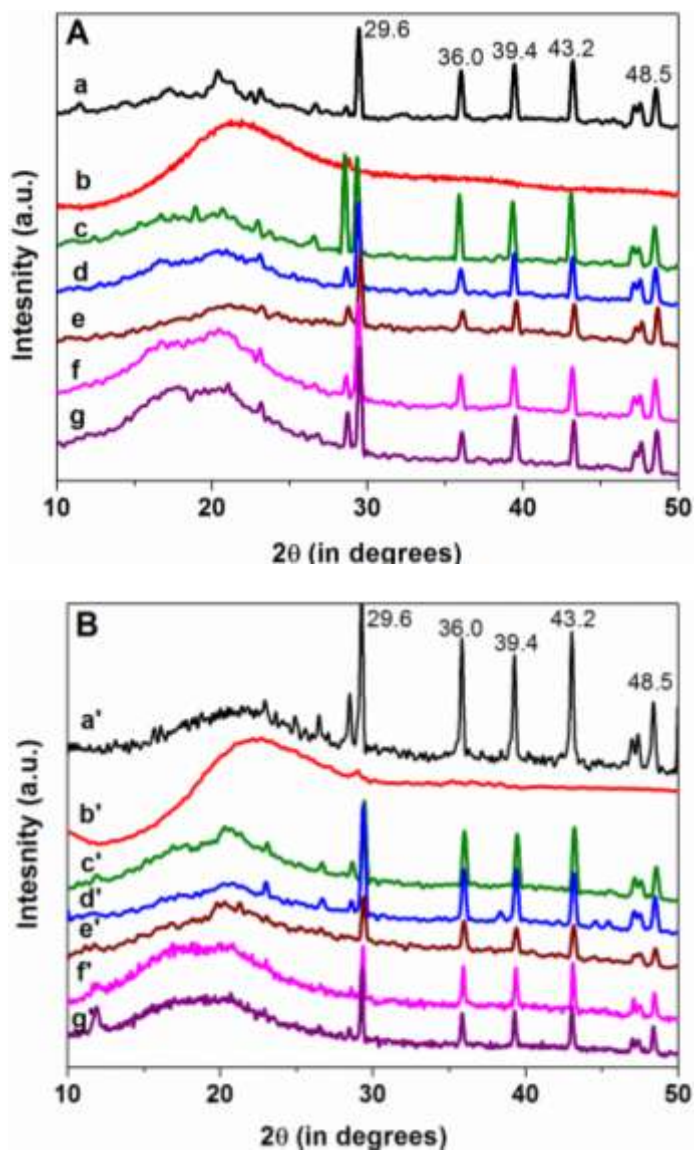 A
29.6
36.0
39.4
43.2
48.5
a
b
c
d
e
f
g
Intesnity (a.u.)
10 20 30 40 50
2θ (in degrees)
B
29.6
36.0
39.4
43.2
48.5
a'
b'
c'
d'
e'
f'
g'
Intesnity (a.u.)
10 20 30 40 50
2θ (in degrees)